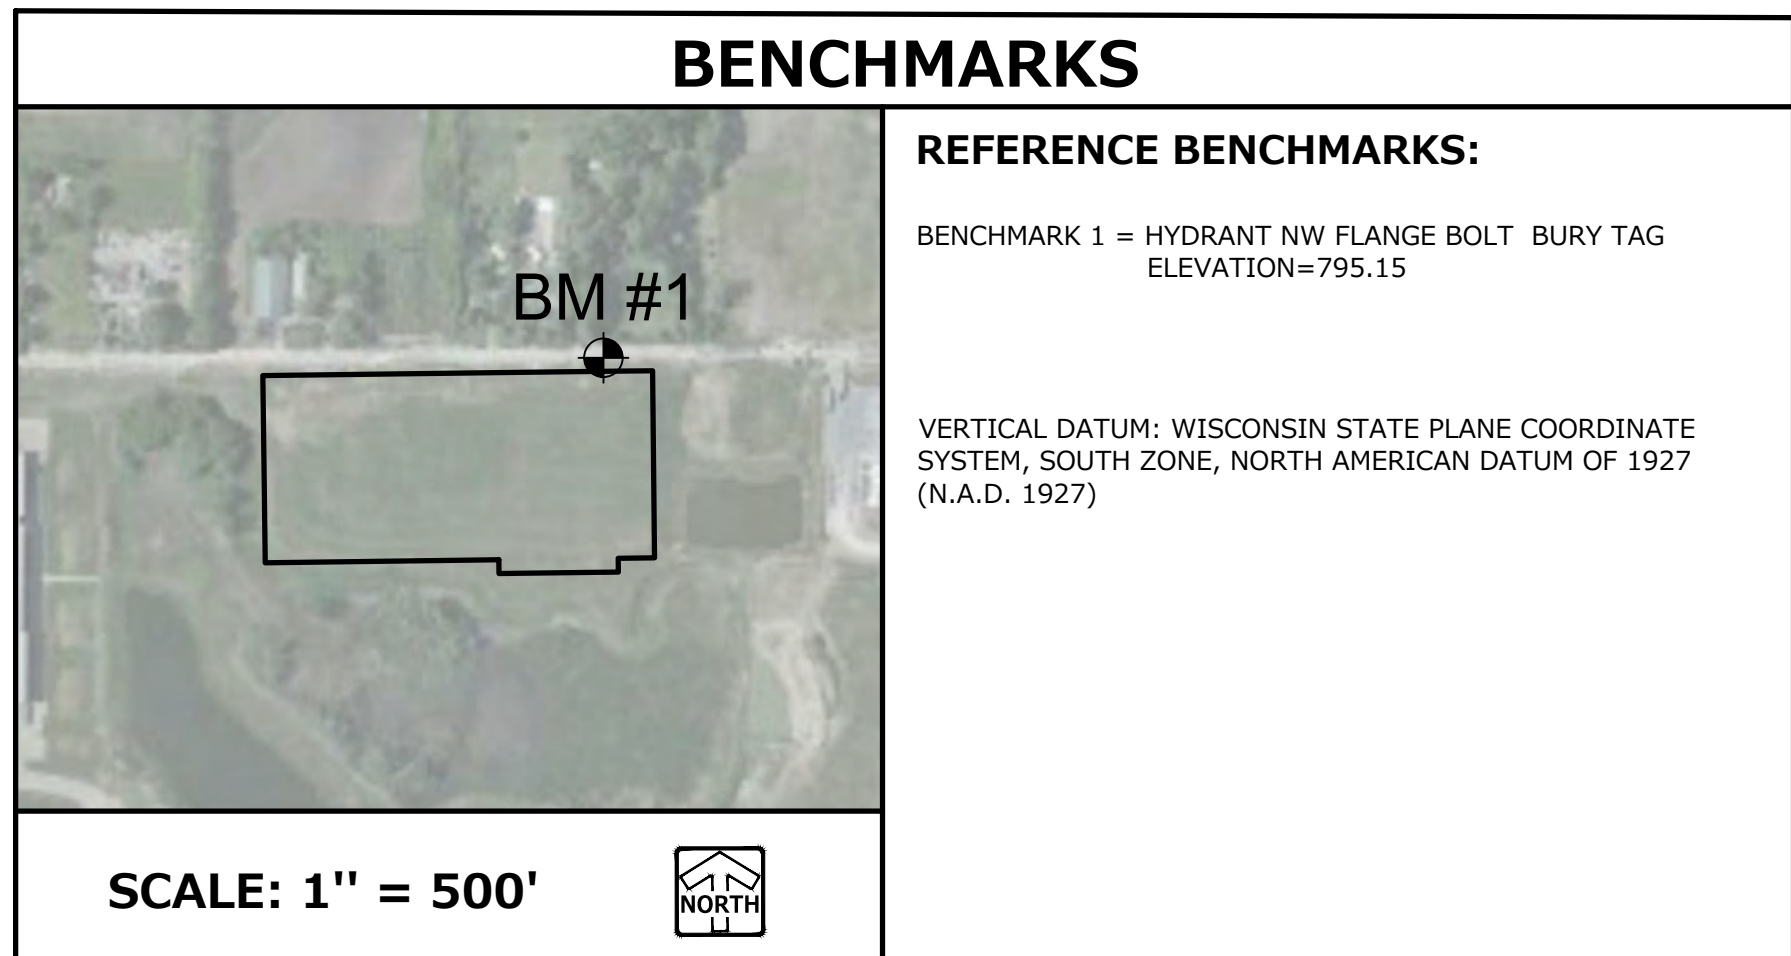 BENCHMARKS
BM #1
SCALE: 1" = 500'
NORTH
REFERENCE BENCHMARKS:
BENCHMARK 1 = HYDRANT NW FLANGE BOLT BURY TAG
ELEVATION=795.15
VERTICAL DATUM: WISCONSIN STATE PLANE COORDINATE
SYSTEM, SOUTH ZONE, NORTH AMERICAN DATUM OF 1927
(N.A.D. 1927)